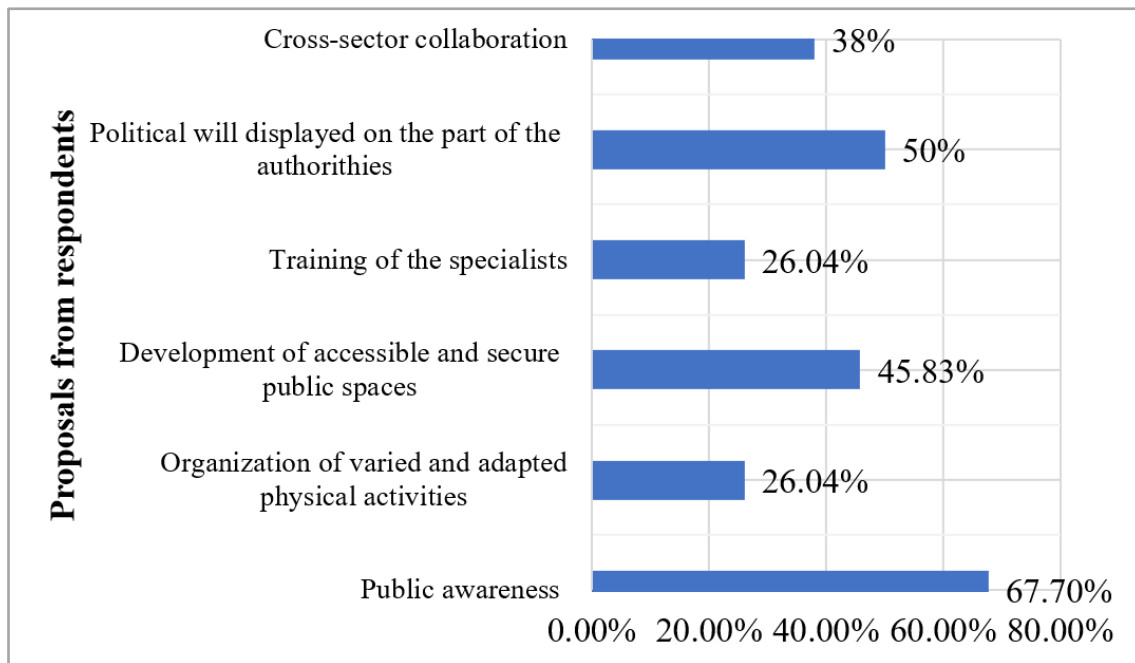 Proposals from respondents
Cross-sector collaboration
38%
Political will displayed on the part of the
authorithies
50%
Training of the specialists
26.04%
Development of accessible and secure
public spaces
45.83%
Organization of varied and adapted
physical activities
26.04%
Public awareness
67.70%
0.00% 20.00% 40.00% 60.00% 80.00%